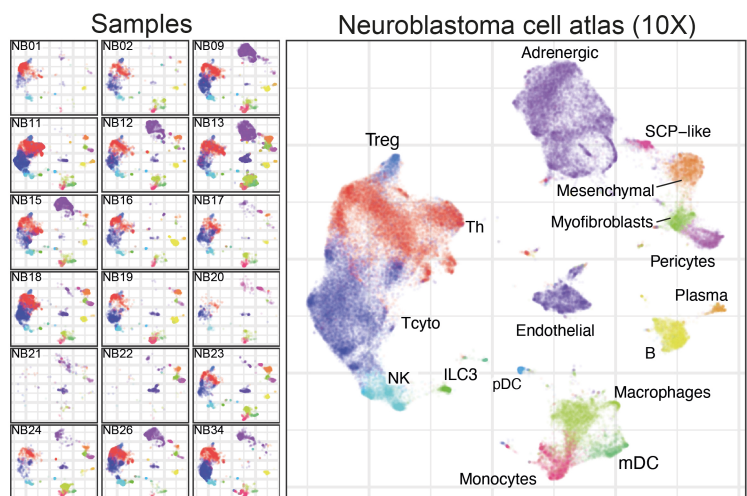 Samples
Neuroblastoma cell atlas (10X)
NB01
NB02
NB09
NB11
NB12
NB13
NB15
NB16
NB17
NB18
NB19
NB20
NB21
NB22
NB23
NB24
NB26
NB34
Adrenergic
SCP–like
Treg
Mesenchymal
Th
Myofibroblasts
Pericytes
Plasma
Tcyto
Endothelial
B
NK
ILC3
pDC
Macrophages
mDC
Monocytes